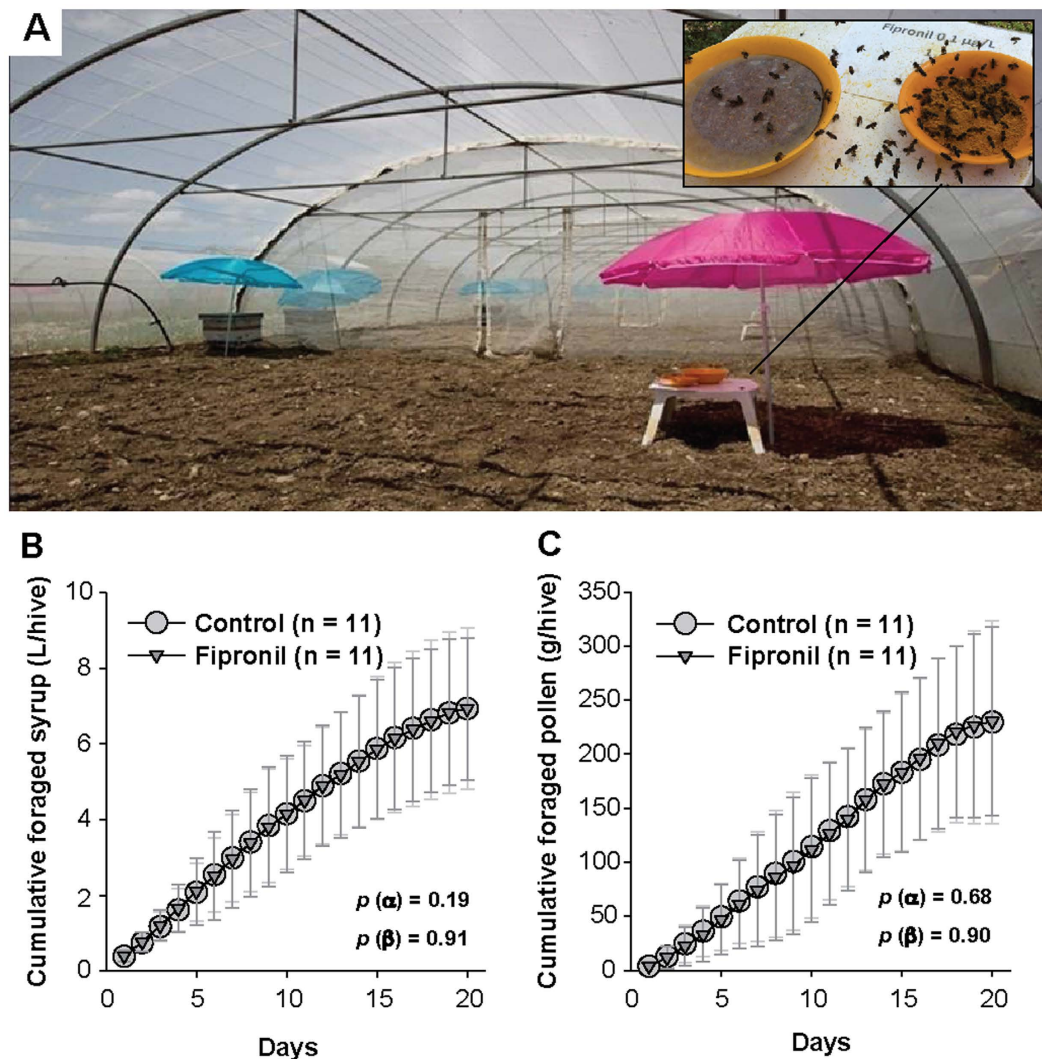 A
Fipronil 0.1 µg/L
B
Cumulative foraged syrup (L/hive)
10
8
6
4
2
0
Control (n = 11)
Fipronil (n = 11)
p (α) = 0.19
p (β) = 0.91
0 5 10 15 20
Days
C
Cumulative foraged pollen (g/hive)
350
300
250
200
150
100
50
0
Control (n = 11)
Fipronil (n = 11)
p (α) = 0.68
p (β) = 0.90
0 5 10 15 20
Days